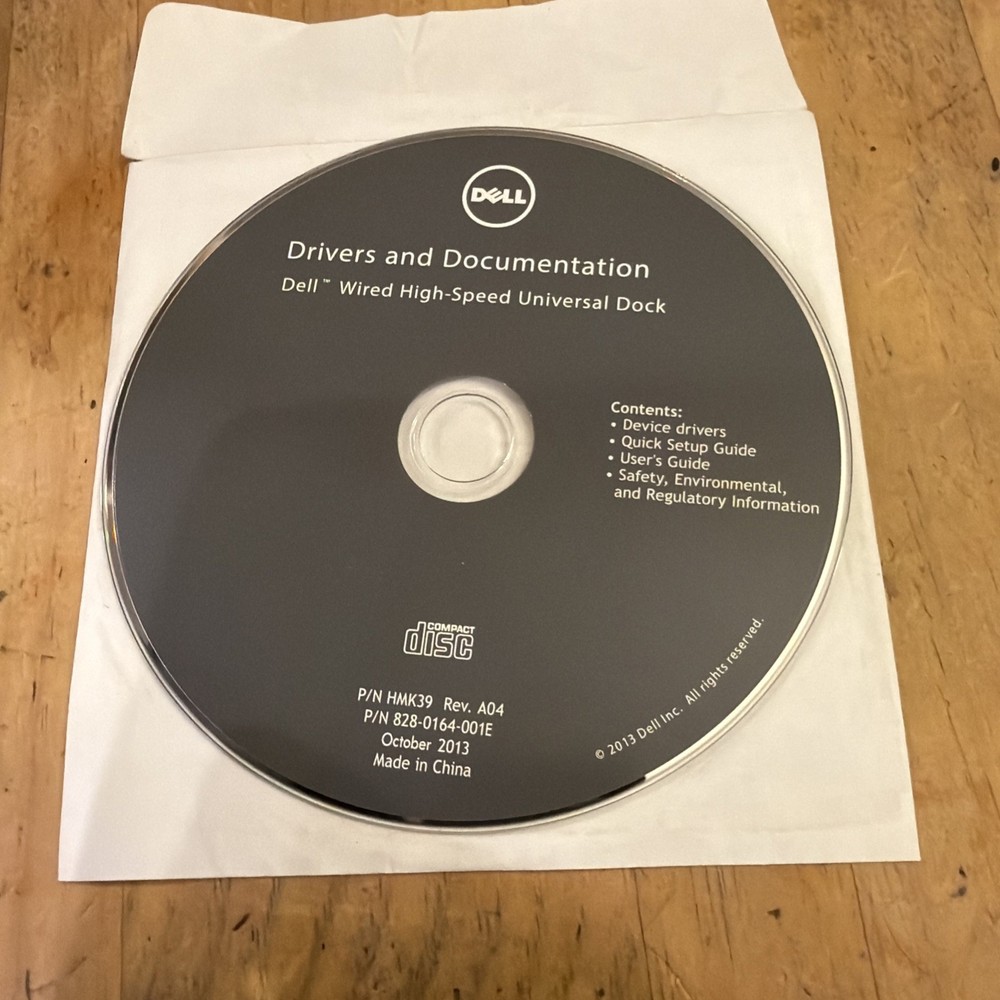 DELL
Drivers and Documentation
Dell™ Wired High-Speed Universal Dock
Contents:
• Device drivers
• Quick Setup Guide
• User's Guide
• Safety, Environmental,
and Regulatory Information
COMPACT
disc
P/N HMK39 Rev. A04
P/N 828-0164-001E
October 2013
Made in China
© 2013 Dell Inc. All rights reserved.